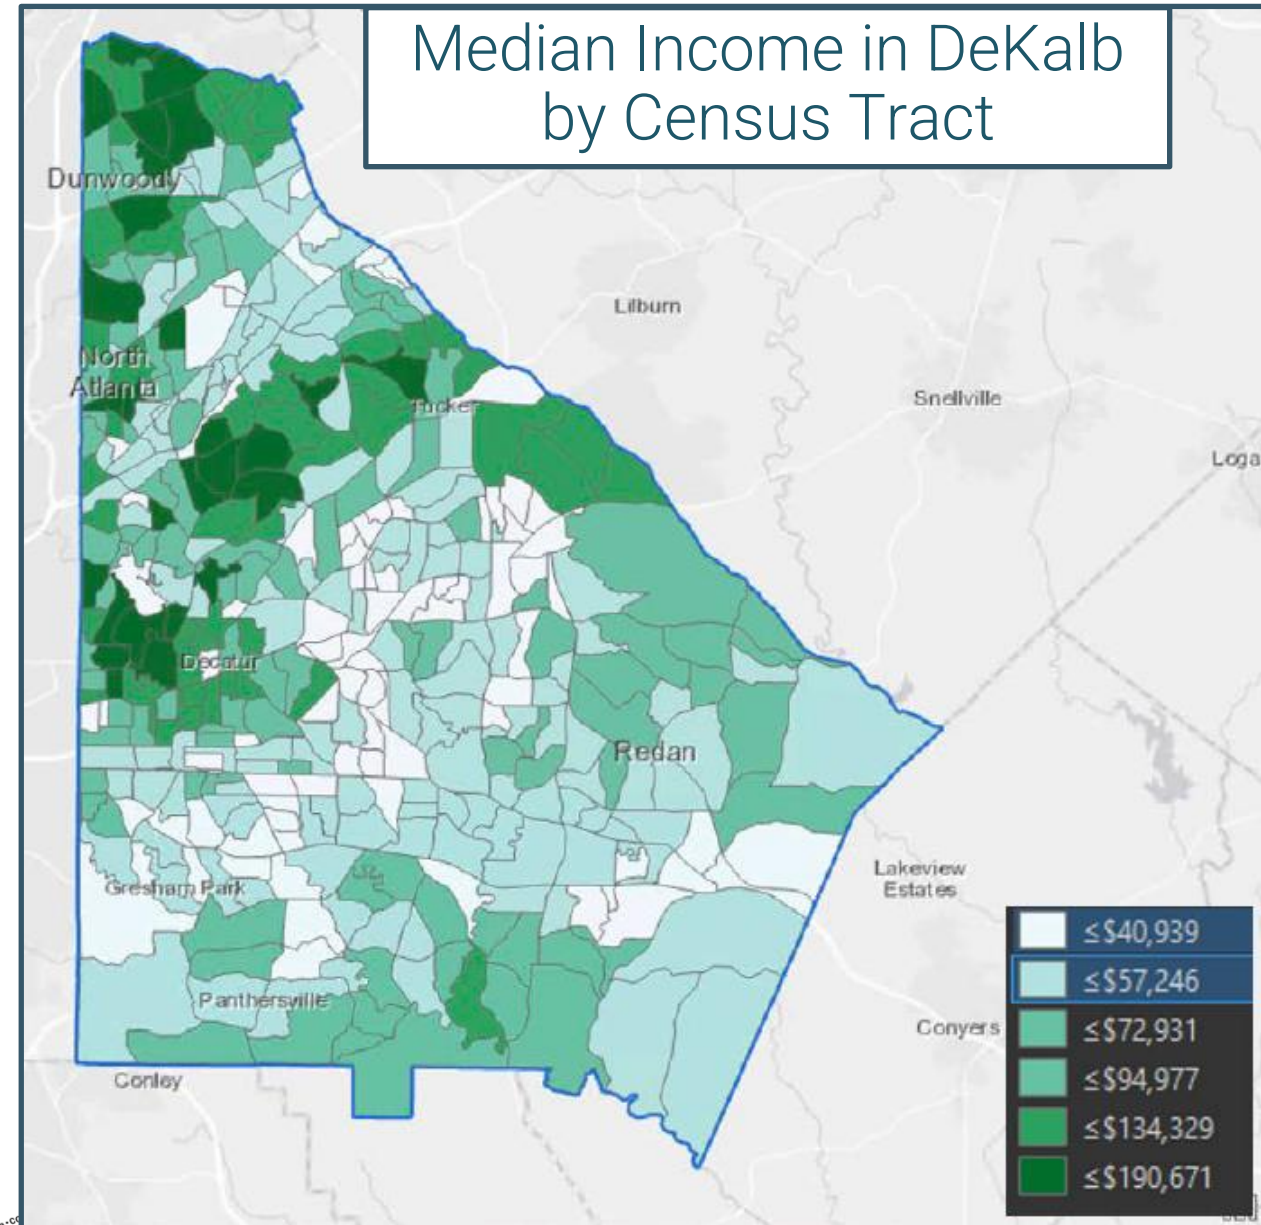 Median Income in DeKalb
by Census Tract
Dunwoody
Lilburn
North
Atlanta
Snellville
Tucker
Decatur
Redan
Lakeview
Estates
Gresham Park
Panthersville
Conyers
Conley
≤$40,939
≤$57,246
≤$72,931
≤$94,977
≤$134,329
≤$190,671